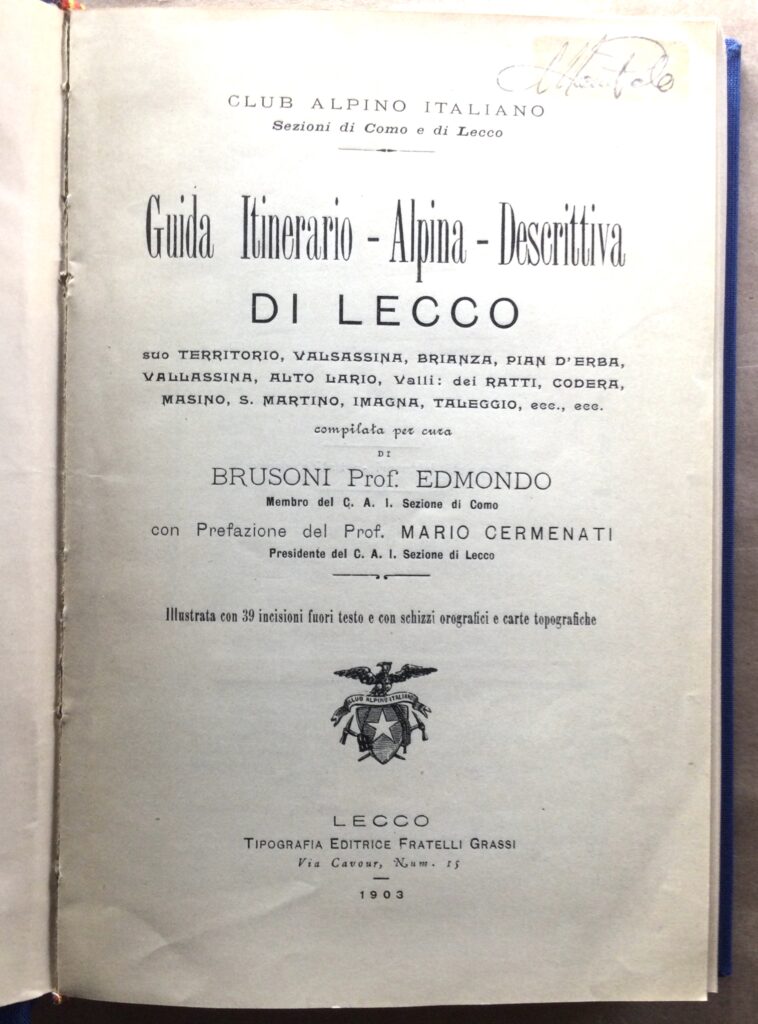 CLUB ALPINO ITALIANO
Sezioni di Como e di Lecco
Guida Itinerario - Alpina - Descrittiva
DI LECCO
suo TERRITORIO, VALSASSINA, BRIANZA, PIAN D'ERBA,
VALLASSINA, ALTO LARIO, Valli: dei RATTI, CODERA,
MASINO, S. MARTINO, IMAGNA, TALEGGIO, ecc., ecc.
compilata per cura
DI
BRUSONI Prof. EDMONDO
Membro del C. A. I. Sezione di Como
con Prefazione del Prof. MARIO CERMENATI
Presidente del C. A. I. Sezione di Lecco
Illustrata con 39 incisioni fuori testo e con schizzi orografici e carte topografiche
CLUB ALPINO ITALIANO
LECCO
TIPOGRAFIA EDITRICE FRATELLI GRASSI
Via Cavour, Num. 15
1903